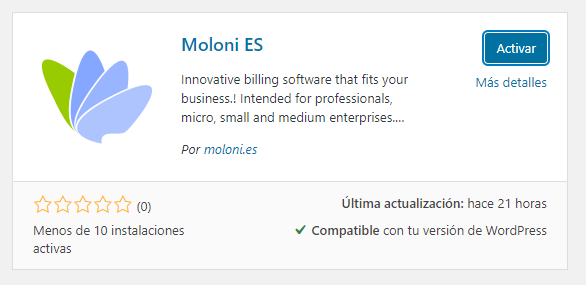 Moloni ES
Activar
Más detalles
Innovative billing software that fits your
business.! Intended for professionals,
micro, small and medium enterprises....
Por moloni.es
(0)
Menos de 10 instalaciones
activas
Última actualización: hace 21 horas
Compatible con tu versión de WordPress